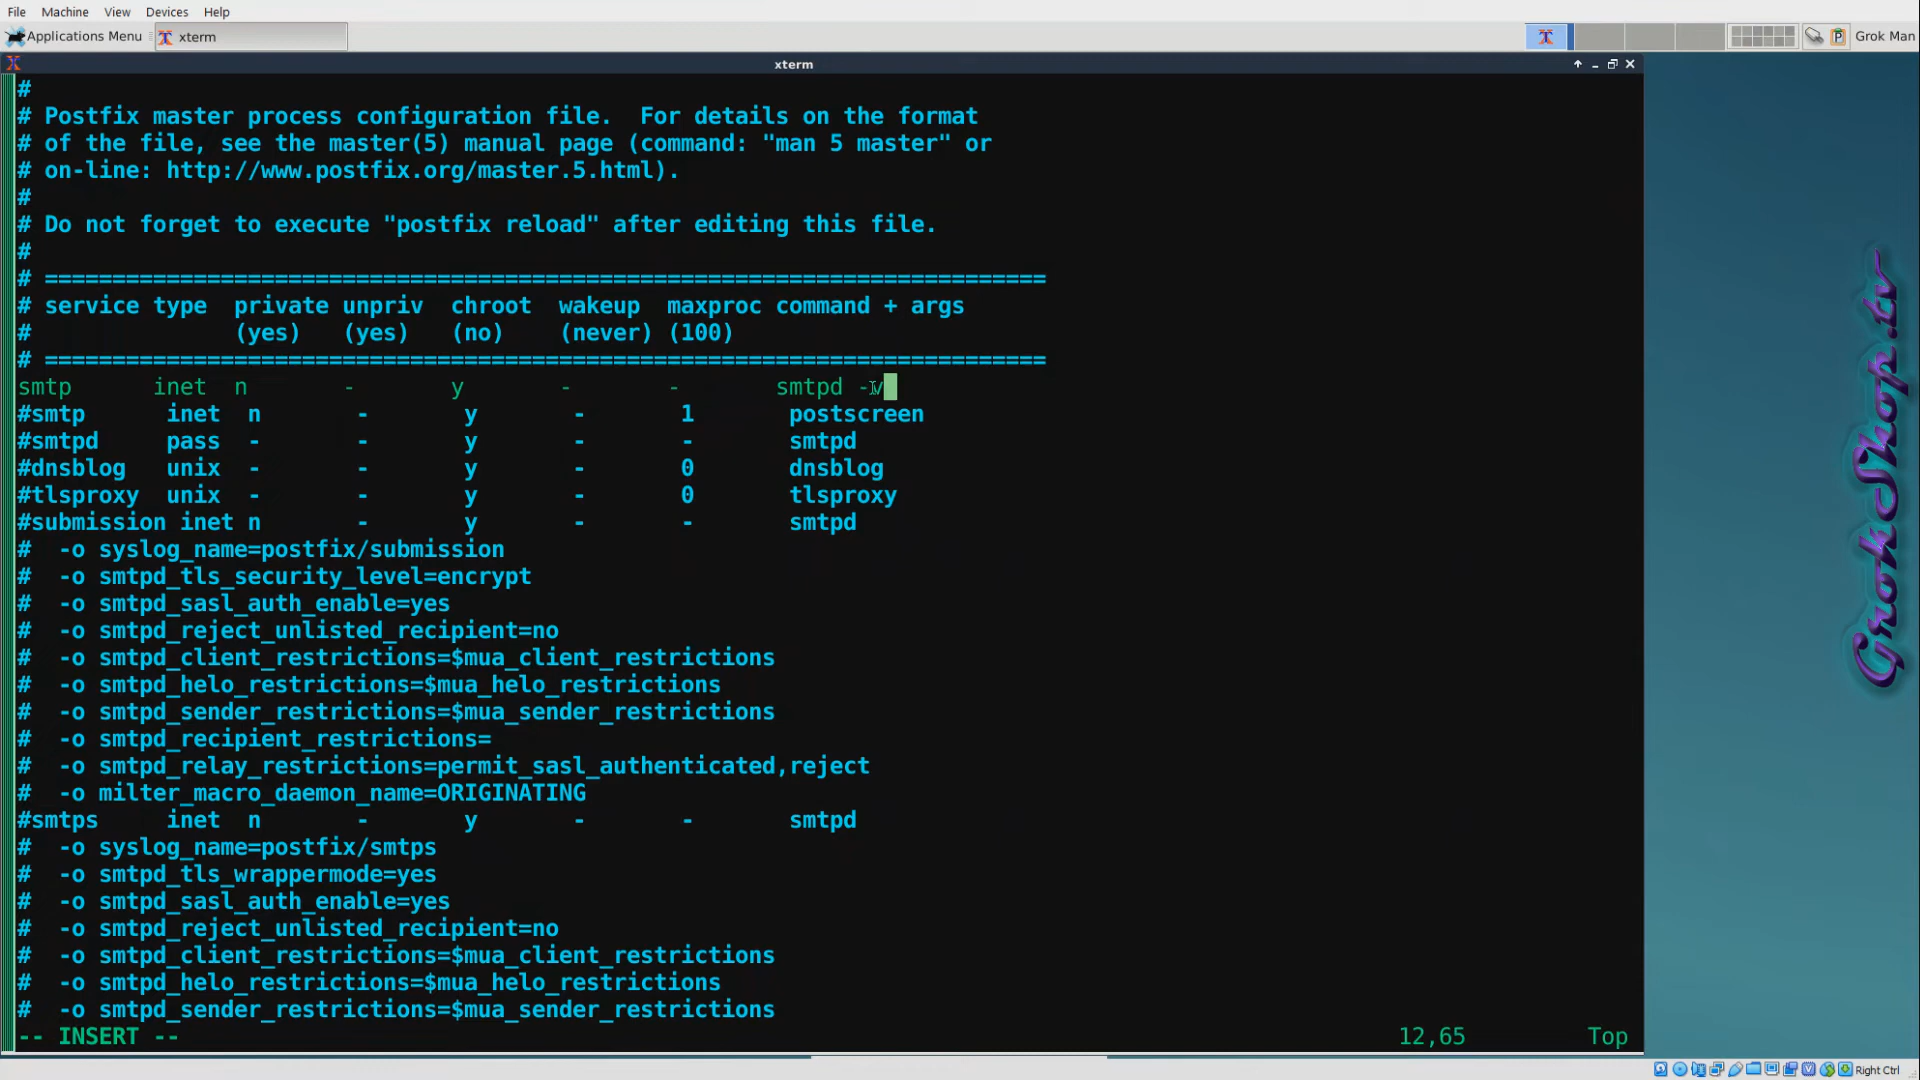 File Machine View Devices Help
Applications Menu xterm Grok Man
xterm
#
# Postfix master process configuration file.  For details on the format
# of the file, see the master(5) manual page (command: "man 5 master" or
# on-line: http://www.postfix.org/master.5.html).
#
# Do not forget to execute "postfix reload" after editing this file.
#
# ==========================================================================
# service type  private unpriv  chroot  wakeup  maxproc command + args
#               (yes)   (yes)   (no)    (never) (100)
# ==========================================================================
smtp      inet  n       -       y       -       -       smtpd -v
#smtp      inet  n       -       y       -       1       postscreen
#smtpd     pass  -       -       y       -       -       smtpd
#dnsblog   unix  -       -       y       -       0       dnsblog
#tlsproxy  unix  -       -       y       -       0       tlsproxy
#submission inet n       -       y       -       -       smtpd
#  -o syslog_name=postfix/submission
#  -o smtpd_tls_security_level=encrypt
#  -o smtpd_sasl_auth_enable=yes
#  -o smtpd_reject_unlisted_recipient=no
#  -o smtpd_client_restrictions=$mua_client_restrictions
#  -o smtpd_helo_restrictions=$mua_helo_restrictions
#  -o smtpd_sender_restrictions=$mua_sender_restrictions
#  -o smtpd_recipient_restrictions=
#  -o smtpd_relay_restrictions=permit_sasl_authenticated,reject
#  -o milter_macro_daemon_name=ORIGINATING
#smtps     inet  n       -       y       -       -       smtpd
#  -o syslog_name=postfix/smtps
#  -o smtpd_tls_wrappermode=yes
#  -o smtpd_sasl_auth_enable=yes
#  -o smtpd_reject_unlisted_recipient=no
#  -o smtpd_client_restrictions=$mua_client_restrictions
#  -o smtpd_helo_restrictions=$mua_helo_restrictions
#  -o smtpd_sender_restrictions=$mua_sender_restrictions
-- INSERT -- 12,65 Top
GrokShop.tv
Right Ctrl